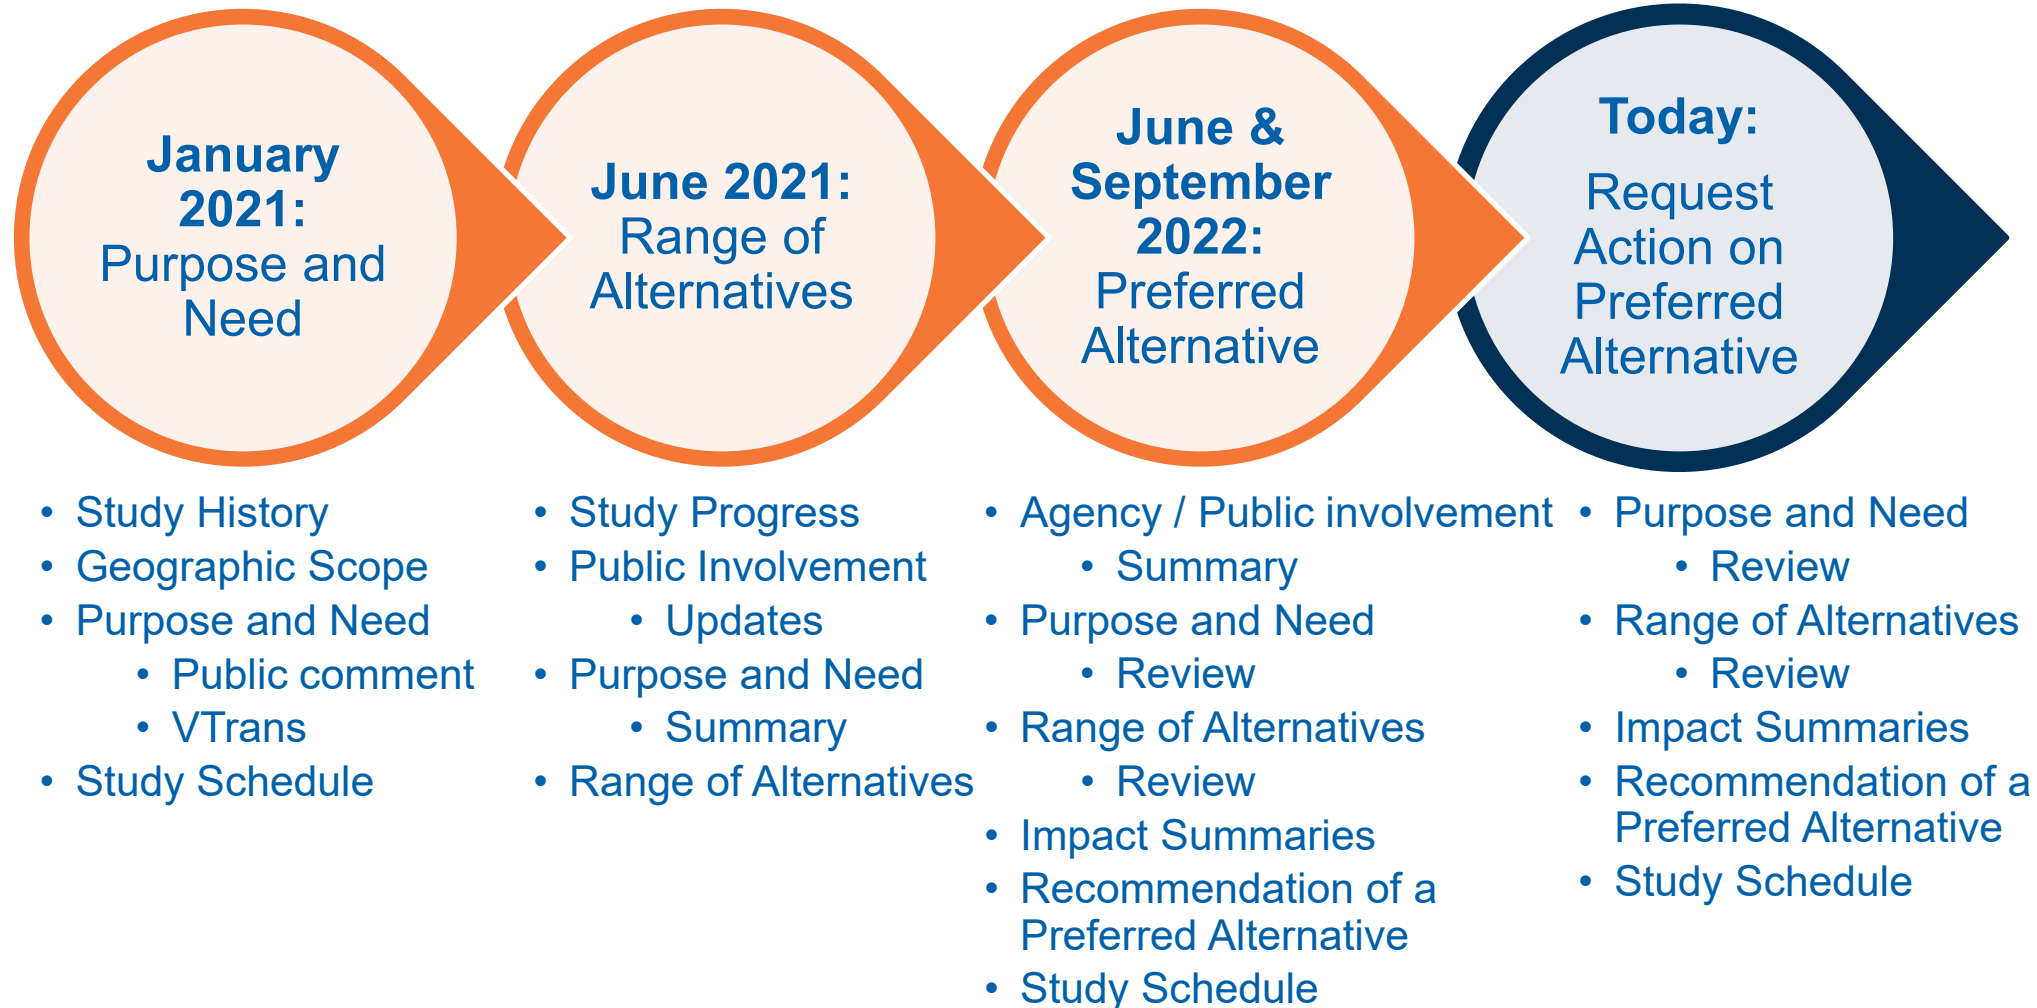 January
2021:
Purpose and
Need
June 2021:
Range of
Alternatives
June &
September
2022:
Preferred
Alternative
Today:
Request
Action on
Preferred
Alternative
• Study History
• Geographic Scope
• Purpose and Need
• Public comment
• VTrans
• Study Schedule
• Study Progress
• Public Involvement
• Updates
• Purpose and Need
• Summary
• Range of Alternatives
• Agency / Public involvement
• Summary
• Purpose and Need
• Review
• Range of Alternatives
• Review
• Impact Summaries
• Recommendation of a
Preferred Alternative
• Study Schedule
• Purpose and Need
• Review
• Range of Alternatives
• Review
• Impact Summaries
• Recommendation of a
Preferred Alternative
• Study Schedule